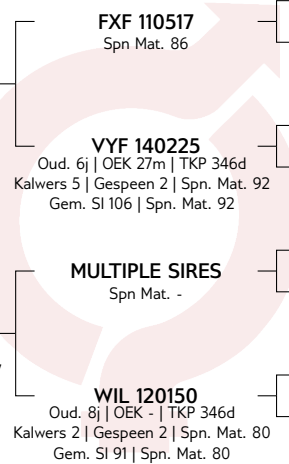 FXF 110517
Spn Mat. 86
VYF 140225
Oud. 6j | OEK 27m | TKP 346d
Kalwers 5 | Gespeen 2 | Spn. Mat. 92
Gem. SI 106 | Spn. Mat. 92
MULTIPLE SIRES
Spn Mat. -
WIL 120150
Oud. 8j | OEK - | TKP 346d
Kalwers 2 | Gespeen 2 | Spn. Mat. 80
Gem. SI 91 | Spn. Mat. 80